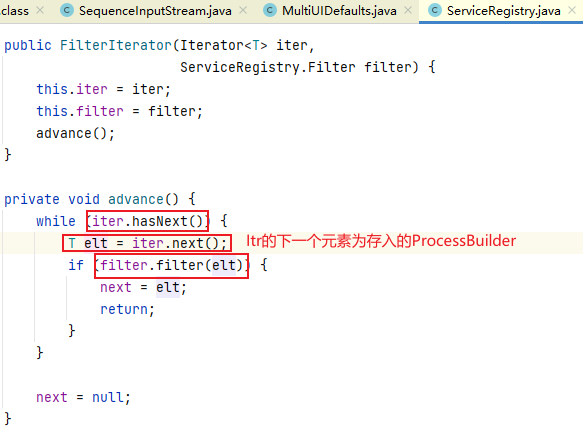 .class SequenceInputStream.java MultiUIDefaults.java ServiceRegistry.java
public FilterIterator(Iterator<T> iter,
ServiceRegistry.Filter filter) {
this.iter = iter;
this.filter = filter;
advance();
}
private void advance() {
while (iter.hasNext()) {
T elt = iter.next(); Itr的下一个元素为存入的ProcessBuilder
if (filter.filter(elt)) {
next = elt;
return;
}
}
next = null;
}